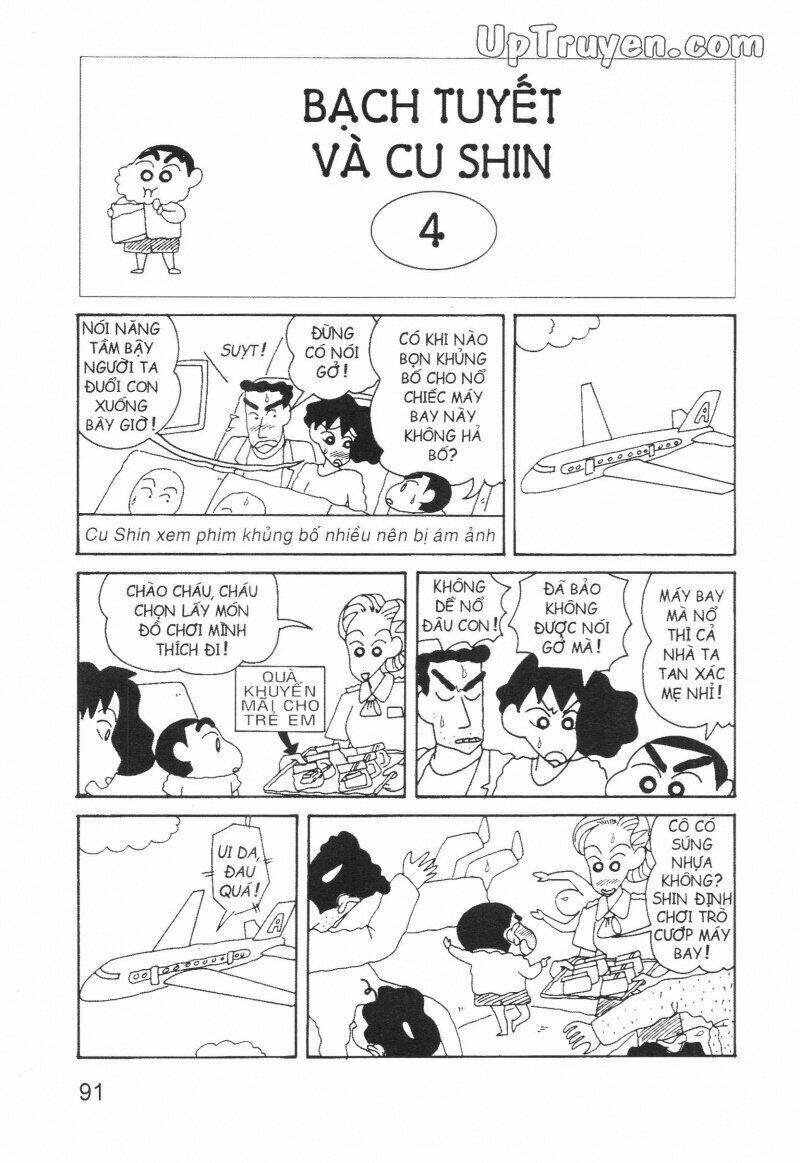 UpTruyen.com
BẠCH TUYẾT
VÀ CU SHIN
4
CÓ KHI NÀO
BỌN KHỦNG
BỐ CHO NỔ
CHIẾC MÁY
BAY NÀY
KHÔNG HẢ
BỐ?
ĐỪNG
CÓ NÓI
GỞ!
SUYT!
NÓI NĂNG
TẦM BẬY
NGƯỜI TA
ĐUỔI CON
XUỐNG
BÂY GIỜ!
Cu Shin xem phim khủng bố nhiều nên bị ám ảnh
MÁY BAY
MÀ NỔ
THÌ CẢ
NHÀ TA
TAN XÁC
MẸ NHỈ!
ĐÃ BẢO
KHÔNG
ĐƯỢC NÓI
GỞ MÀ!
KHÔNG
DỄ NỔ
ĐÂU CON!
CHÀO CHÁU, CHÁU
CHỌN LẤY MÓN
ĐỒ CHƠI MÌNH
THÍCH ĐI!
QUÀ
KHUYẾN
MÃI CHO
TRẺ EM
CÔ CÓ
SÚNG
NHỰA
KHÔNG?
SHIN ĐỊNH
CHƠI TRÒ
CƯỚP MÁY
BAY!
UI DA,
ĐAU
QUÁ!
A
A
91